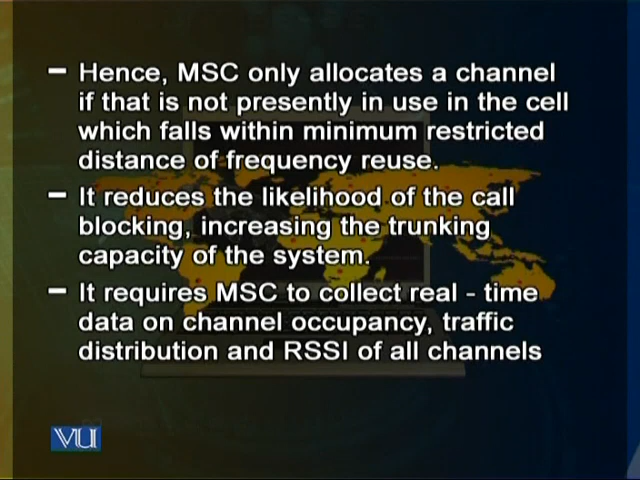 – Hence, MSC only allocates a channel
if that is not presently in use in the cell
which falls within minimum restricted
distance of frequency reuse.
– It reduces the likelihood of the call
blocking, increasing the trunking
capacity of the system.
– It requires MSC to collect real - time
data on channel occupancy, traffic
distribution and RSSI of all channels
VU